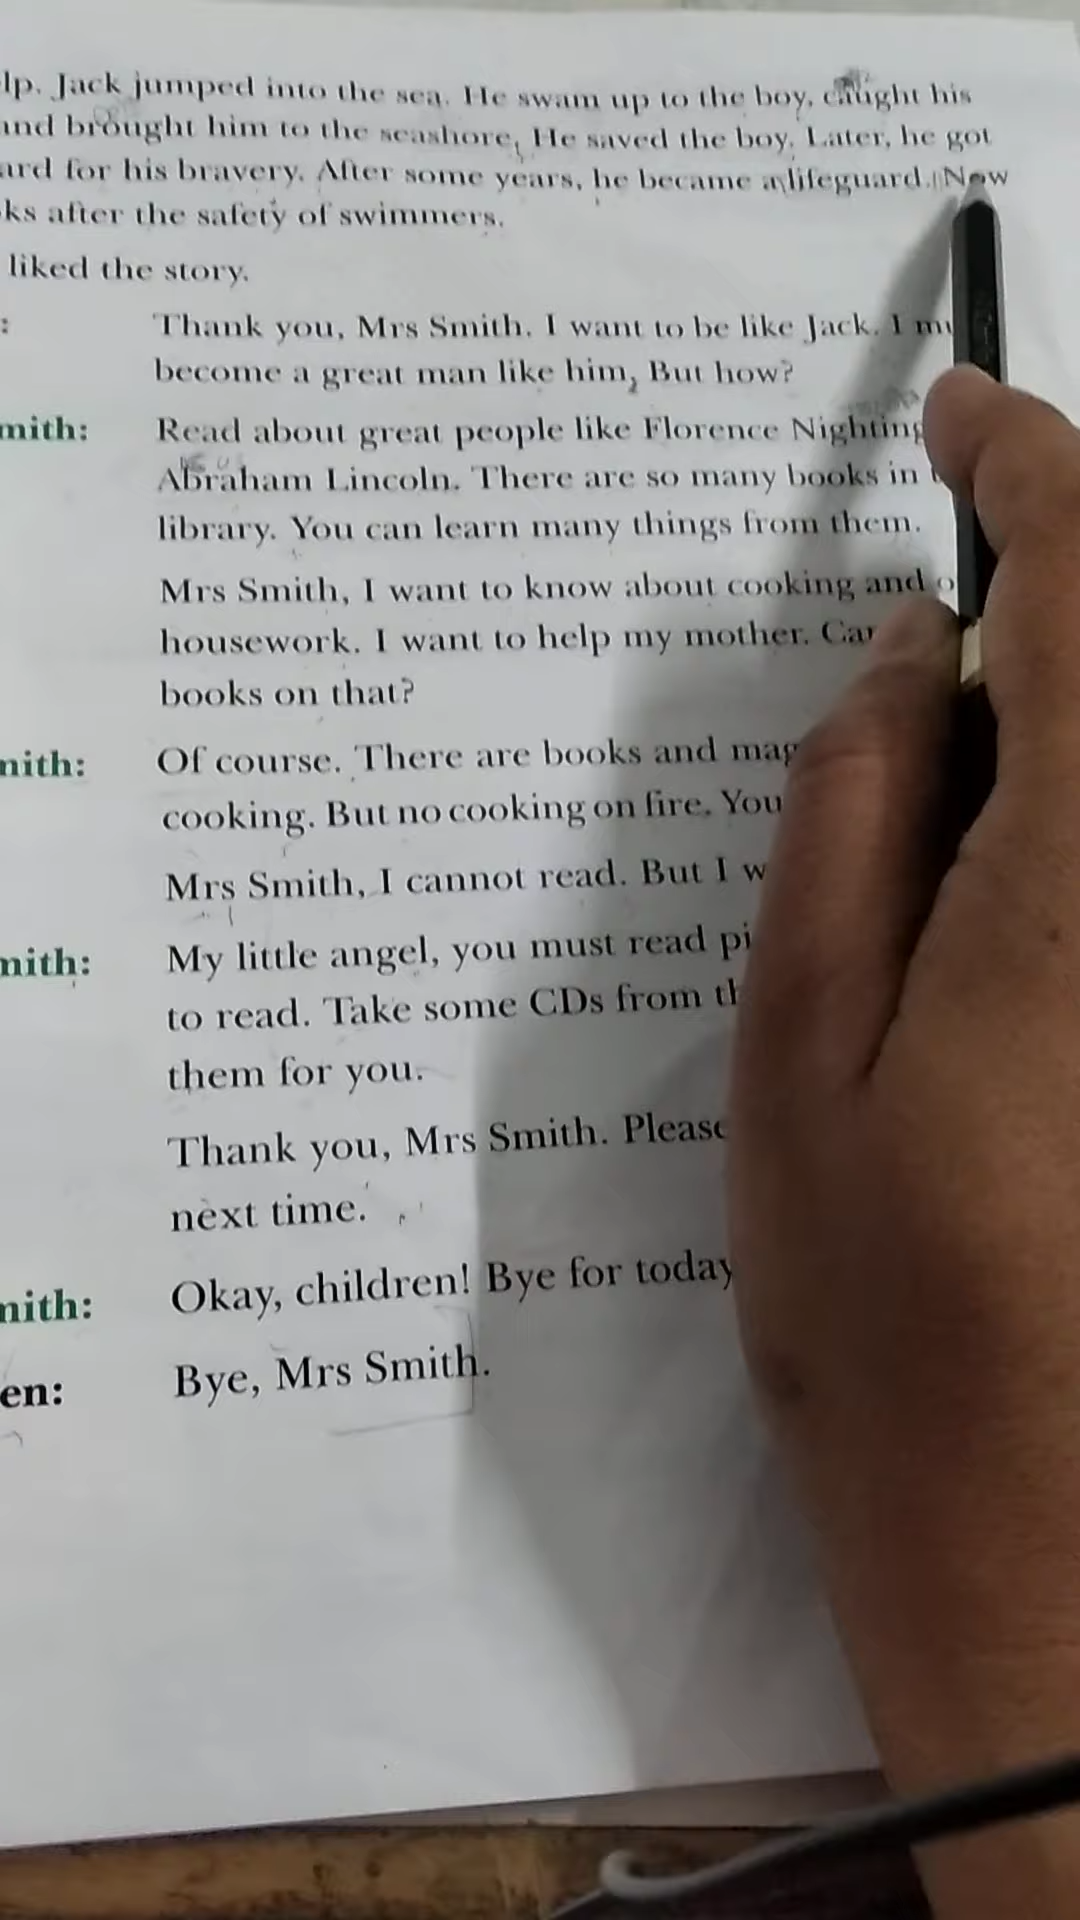 Jack jumped into the sea. He swam up to the boy, caught his
and brought him to the seashore. He saved the boy. Later, he got
for his bravery. After some years, he became a lifeguard. Now
after the safety of swimmers.
liked the story.
: Thank you, Mrs Smith. I want to be like Jack. I
become a great man like him. But how?
mith: Read about great people like Florence
Abraham Lincoln. There are so many books in
library. You can learn many things from them.
Mrs Smith, I want to know about cooking and
housework. I want to help my mother.
books on that?
mith: Of course. There are books and
cooking. But no cooking on fire. You
Mrs Smith, I cannot read. But I
mith: My little angel, you must read
to read. Take some CDs from
them for you.
Thank you, Mrs Smith. Please
next time.
mith: Okay, children! Bye for today
en: Bye, Mrs Smith.